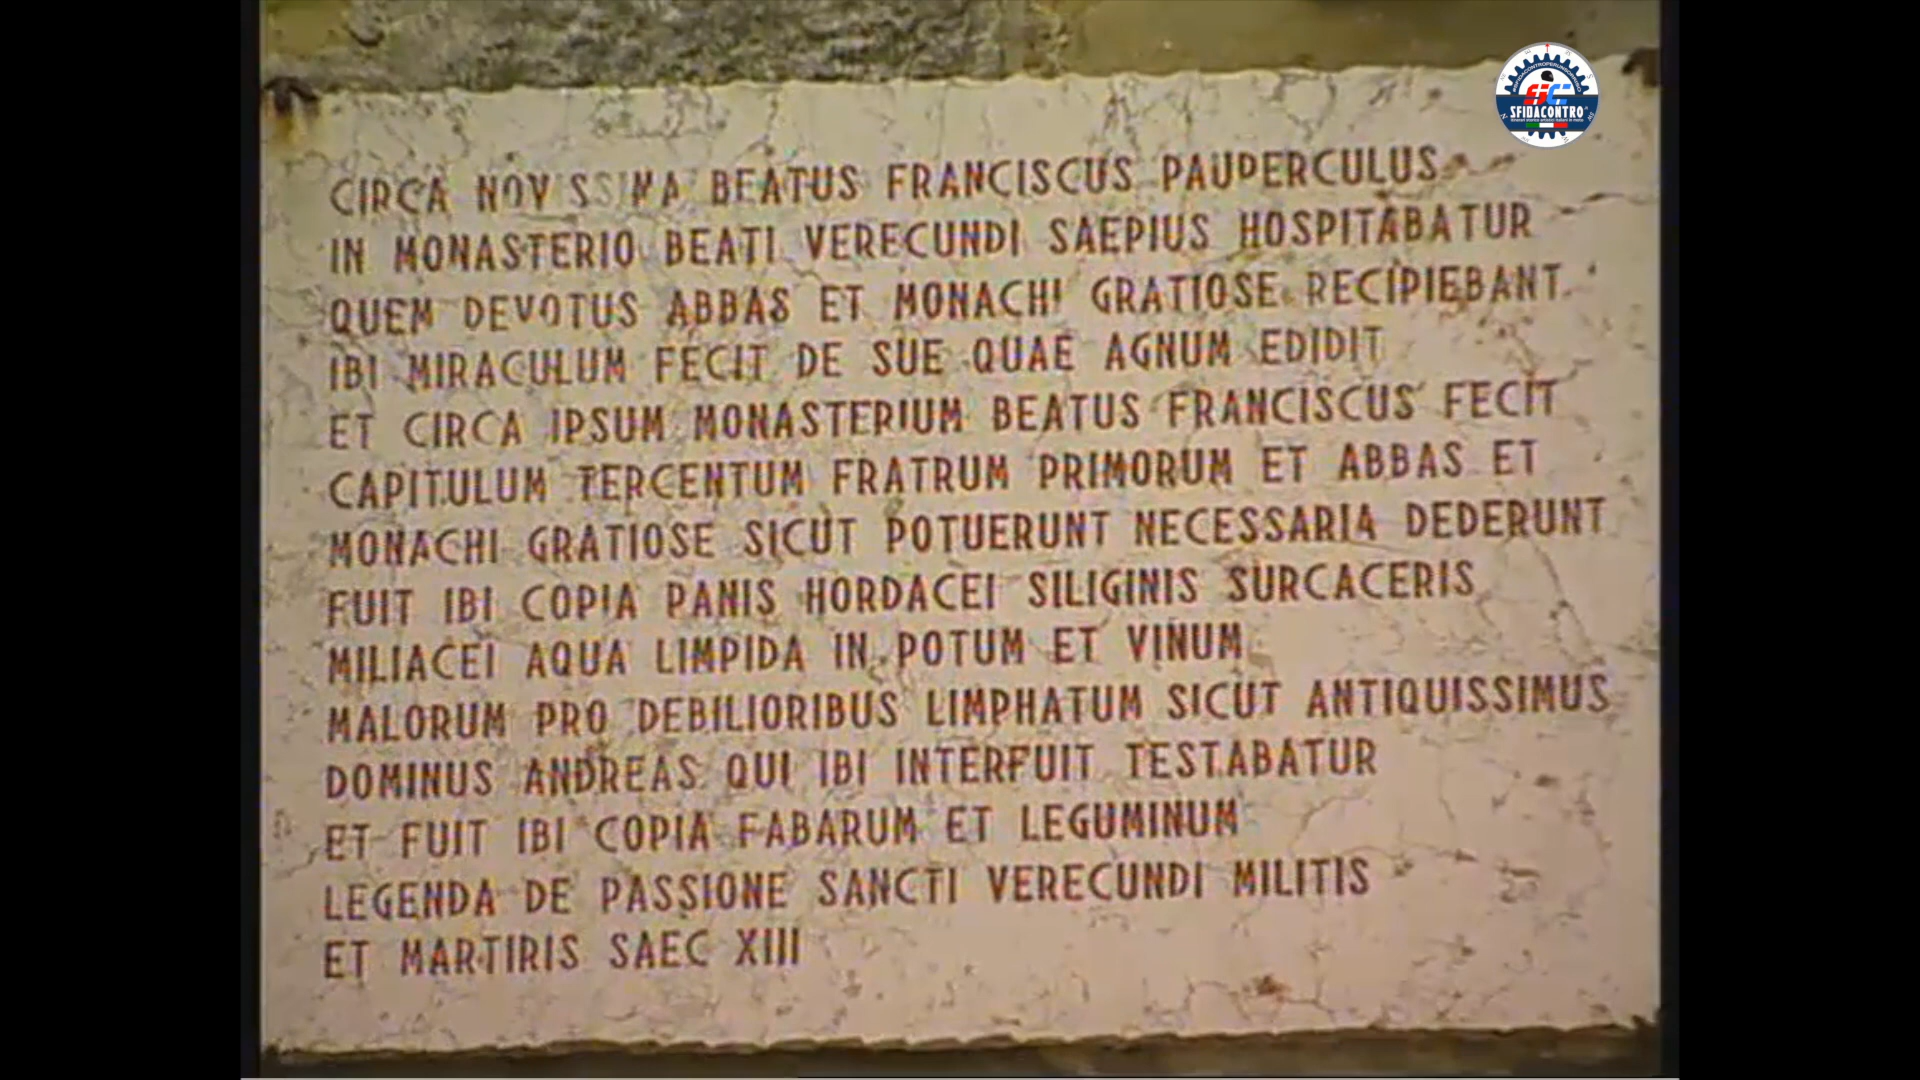 SFIDACONTRO
CIRCA NOVISSIMA BEATUS FRANCISCUS PAUPERCULUS
IN MONASTERIO BEATI VERECUNDI SAEPIUS HOSPITABATUR
QUEM DEVOTUS ABBAS ET MONACHI GRATIOSE RECIPIEBANT
IBI MIRACULUM FECIT DE SUE QUAE AGNUM EDIDIT
ET CIRCA IPSUM MONASTERIUM BEATUS FRANCISCUS FECIT
CAPITULUM TERCENTUM FRATRUM PRIMORUM ET ABBAS ET
MONACHI GRATIOSE SICUT POTUERUNT NECESSARIA DEDERUNT
FUIT IBI COPIA PANIS HORDACEI SILIGINIS SURCACERIS
MILIACEI AQUA LIMPIDA IN POTUM ET VINUM
MALORUM PRO DEBILIORIBUS LIMPHATUM SICUT ANTIQUISSIMUS
DOMINUS ANDREAS QUI IBI INTERFUIT TESTABATUR
ET FUIT IBI COPIA FABARUM ET LEGUMINUM
LEGENDA DE PASSIONE SANCTI VERECUNDI MILITIS
ET MARTIRIS SAEC XIII